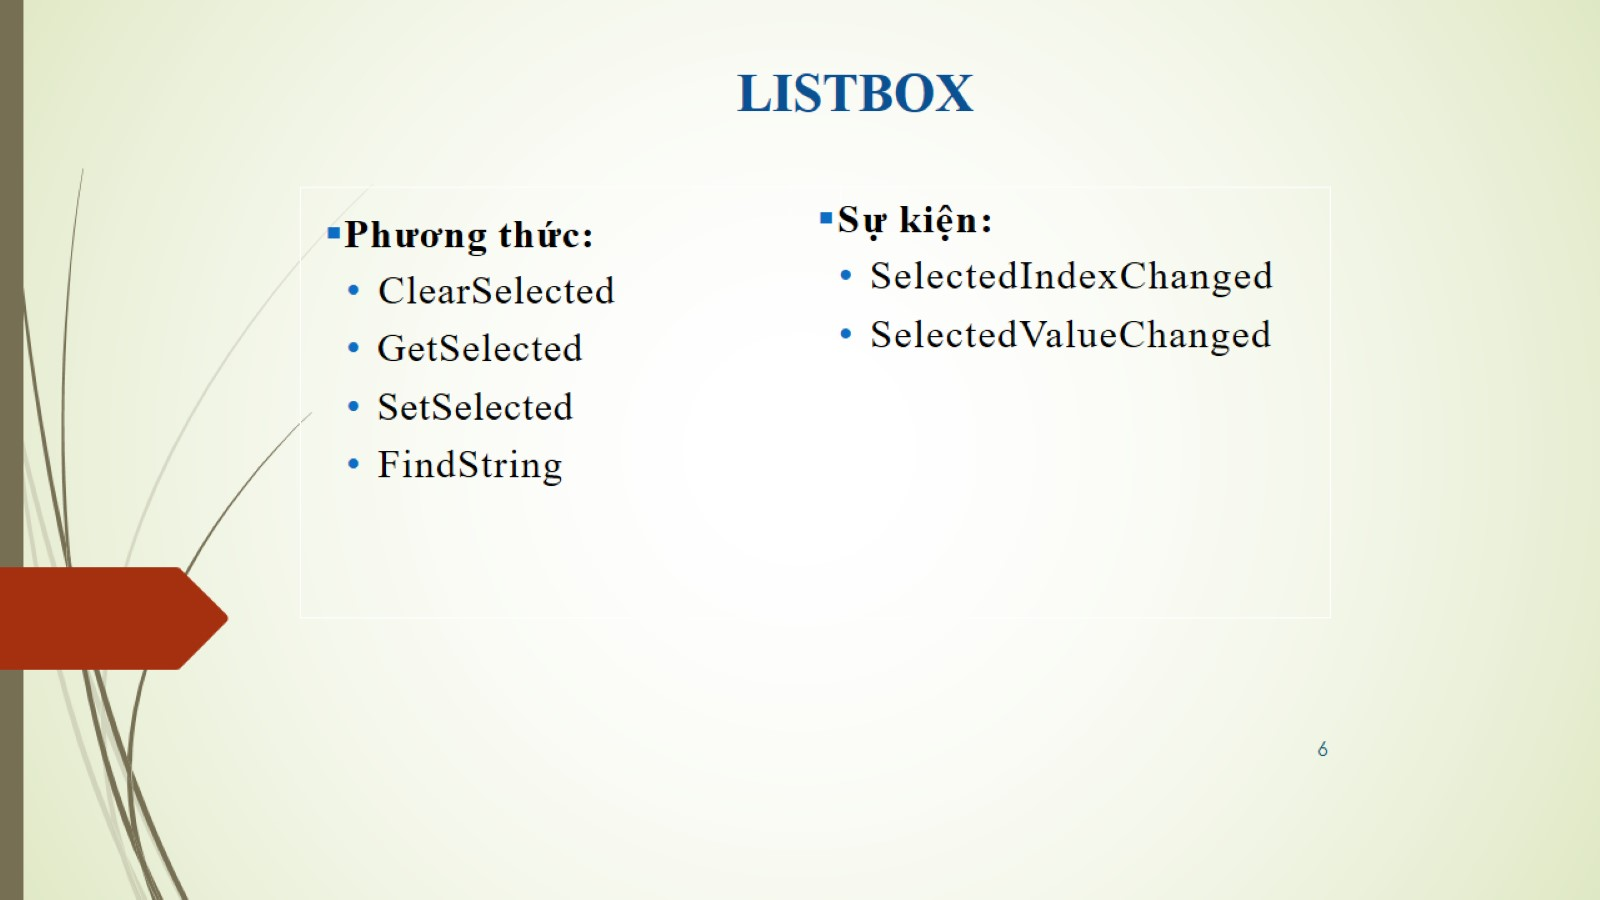 LISTBOX
Phương thức:
ClearSelected
GetSelected
SetSelected
FindString
Sự kiện:
SelectedIndexChanged
SelectedValueChanged
6